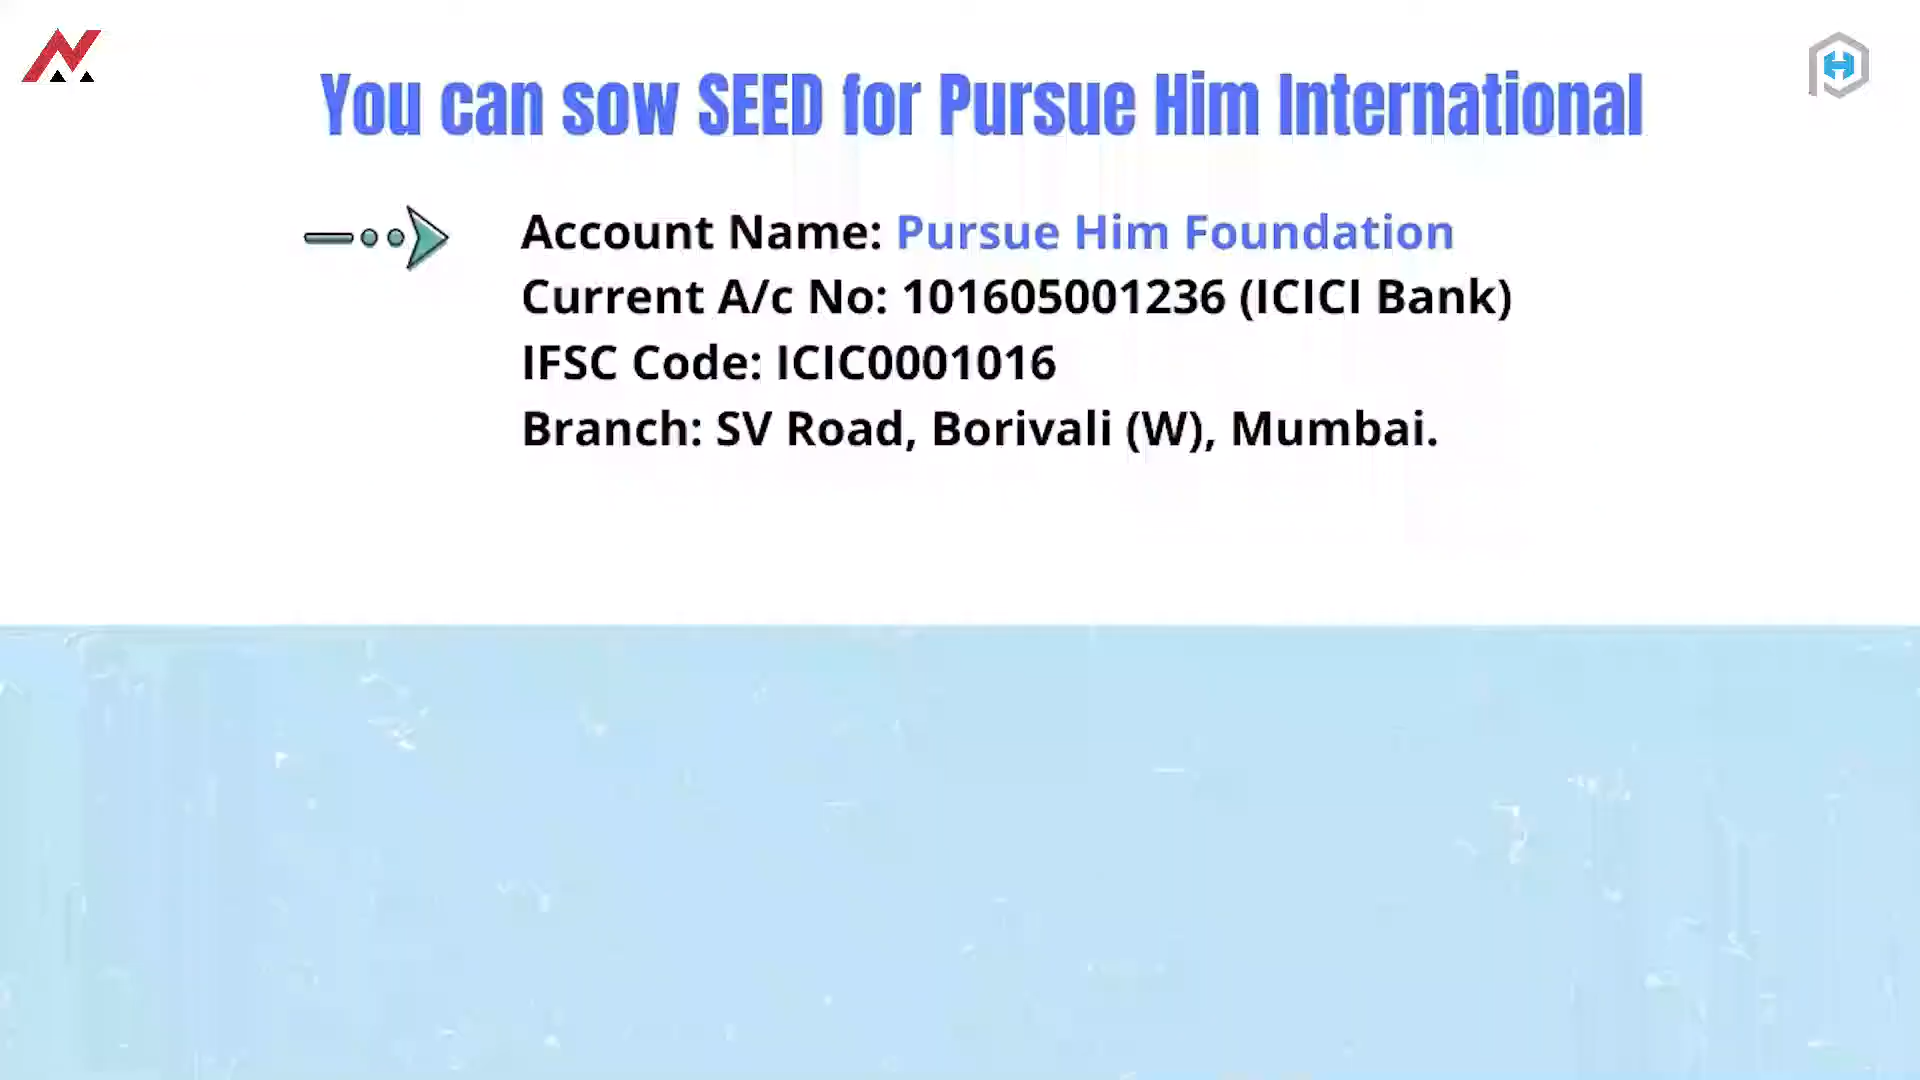 You can sow SEED for Pursue Him International
Account Name: Pursue Him Foundation
Current A/c No: 101605001236 (ICICI Bank)
IFSC Code: ICIC0001016
Branch: SV Road, Borivali (W), Mumbai.